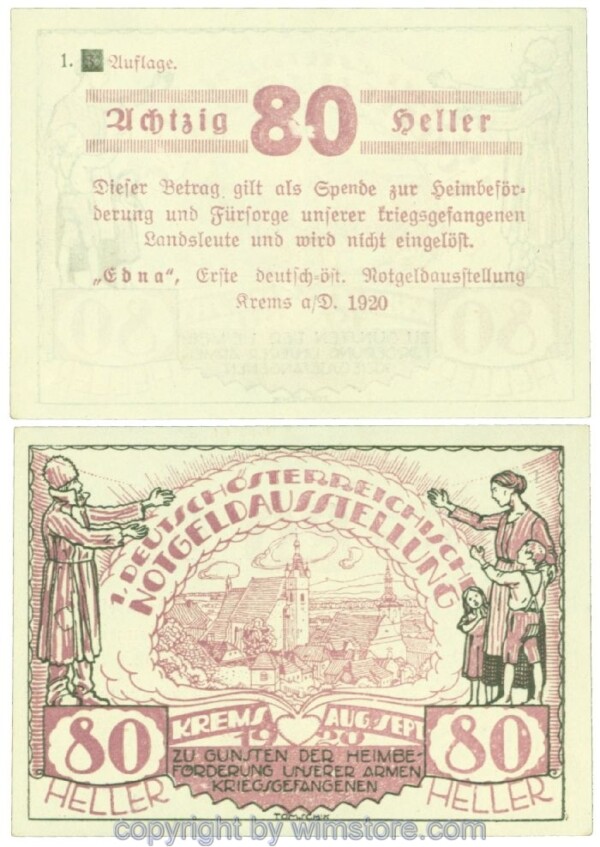 1. Auflage.
Achtzig 80 Heller
Dieser Betrag gilt als Spende zur Heimbeför-
derung und Fürsorge unserer kriegsgefangenen
Landsleute und wird nicht eingelöst.
„Edna“, Erste deutsch-öst. Notgeldausstellung
Krems a/D. 1920
1. DEUTSCHÖSTERREICHISCHE
NOTGELDAUSSTELLUNG
80 KREMS AUG. SEPT. 80
1920
HELLER HELLER
ZU GUNSTEN DER HEIMBE-
FÖRDERUNG UNSERER ARMEN
KRIEGSGEFANGENEN
TOMSCHIK
copyright by wimstore.com